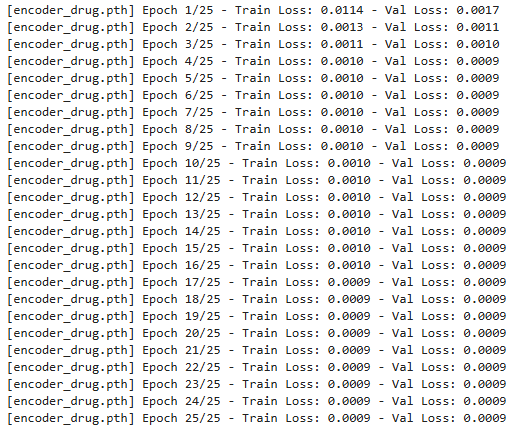 [encoder_drug.pth] Epoch 1/25 - Train Loss: 0.0114 - Val Loss: 0.0017
[encoder_drug.pth] Epoch 2/25 - Train Loss: 0.0013 - Val Loss: 0.0011
[encoder_drug.pth] Epoch 3/25 - Train Loss: 0.0011 - Val Loss: 0.0010
[encoder_drug.pth] Epoch 4/25 - Train Loss: 0.0010 - Val Loss: 0.0009
[encoder_drug.pth] Epoch 5/25 - Train Loss: 0.0010 - Val Loss: 0.0009
[encoder_drug.pth] Epoch 6/25 - Train Loss: 0.0010 - Val Loss: 0.0009
[encoder_drug.pth] Epoch 7/25 - Train Loss: 0.0010 - Val Loss: 0.0009
[encoder_drug.pth] Epoch 8/25 - Train Loss: 0.0010 - Val Loss: 0.0009
[encoder_drug.pth] Epoch 9/25 - Train Loss: 0.0010 - Val Loss: 0.0009
[encoder_drug.pth] Epoch 10/25 - Train Loss: 0.0010 - Val Loss: 0.0009
[encoder_drug.pth] Epoch 11/25 - Train Loss: 0.0010 - Val Loss: 0.0009
[encoder_drug.pth] Epoch 12/25 - Train Loss: 0.0010 - Val Loss: 0.0009
[encoder_drug.pth] Epoch 13/25 - Train Loss: 0.0010 - Val Loss: 0.0009
[encoder_drug.pth] Epoch 14/25 - Train Loss: 0.0010 - Val Loss: 0.0009
[encoder_drug.pth] Epoch 15/25 - Train Loss: 0.0010 - Val Loss: 0.0009
[encoder_drug.pth] Epoch 16/25 - Train Loss: 0.0010 - Val Loss: 0.0009
[encoder_drug.pth] Epoch 17/25 - Train Loss: 0.0009 - Val Loss: 0.0009
[encoder_drug.pth] Epoch 18/25 - Train Loss: 0.0009 - Val Loss: 0.0009
[encoder_drug.pth] Epoch 19/25 - Train Loss: 0.0009 - Val Loss: 0.0009
[encoder_drug.pth] Epoch 20/25 - Train Loss: 0.0009 - Val Loss: 0.0009
[encoder_drug.pth] Epoch 21/25 - Train Loss: 0.0009 - Val Loss: 0.0009
[encoder_drug.pth] Epoch 22/25 - Train Loss: 0.0009 - Val Loss: 0.0009
[encoder_drug.pth] Epoch 23/25 - Train Loss: 0.0009 - Val Loss: 0.0009
[encoder_drug.pth] Epoch 24/25 - Train Loss: 0.0009 - Val Loss: 0.0009
[encoder_drug.pth] Epoch 25/25 - Train Loss: 0.0009 - Val Loss: 0.0009